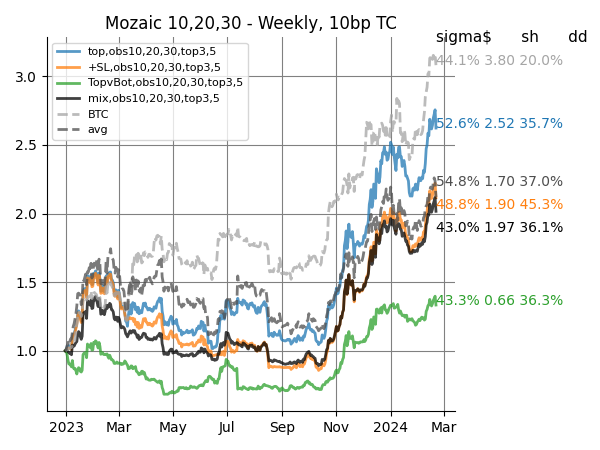 Mozaic 10,20,30 - Weekly, 10bp TC
sigma$ sh dd
top,obs10,20,30,top3,5
+SL,obs10,20,30,top3,5
TopvBot,obs10,20,30,top3,5
mix,obs10,20,30,top3,5
BTC
avg
44.1% 3.80 20.0%
52.6% 2.52 35.7%
54.8% 1.70 37.0%
48.8% 1.90 45.3%
43.0% 1.97 36.1%
43.3% 0.66 36.3%
3.0
2.5
2.0
1.5
1.0
2023 Mar May Jul Sep Nov 2024 Mar